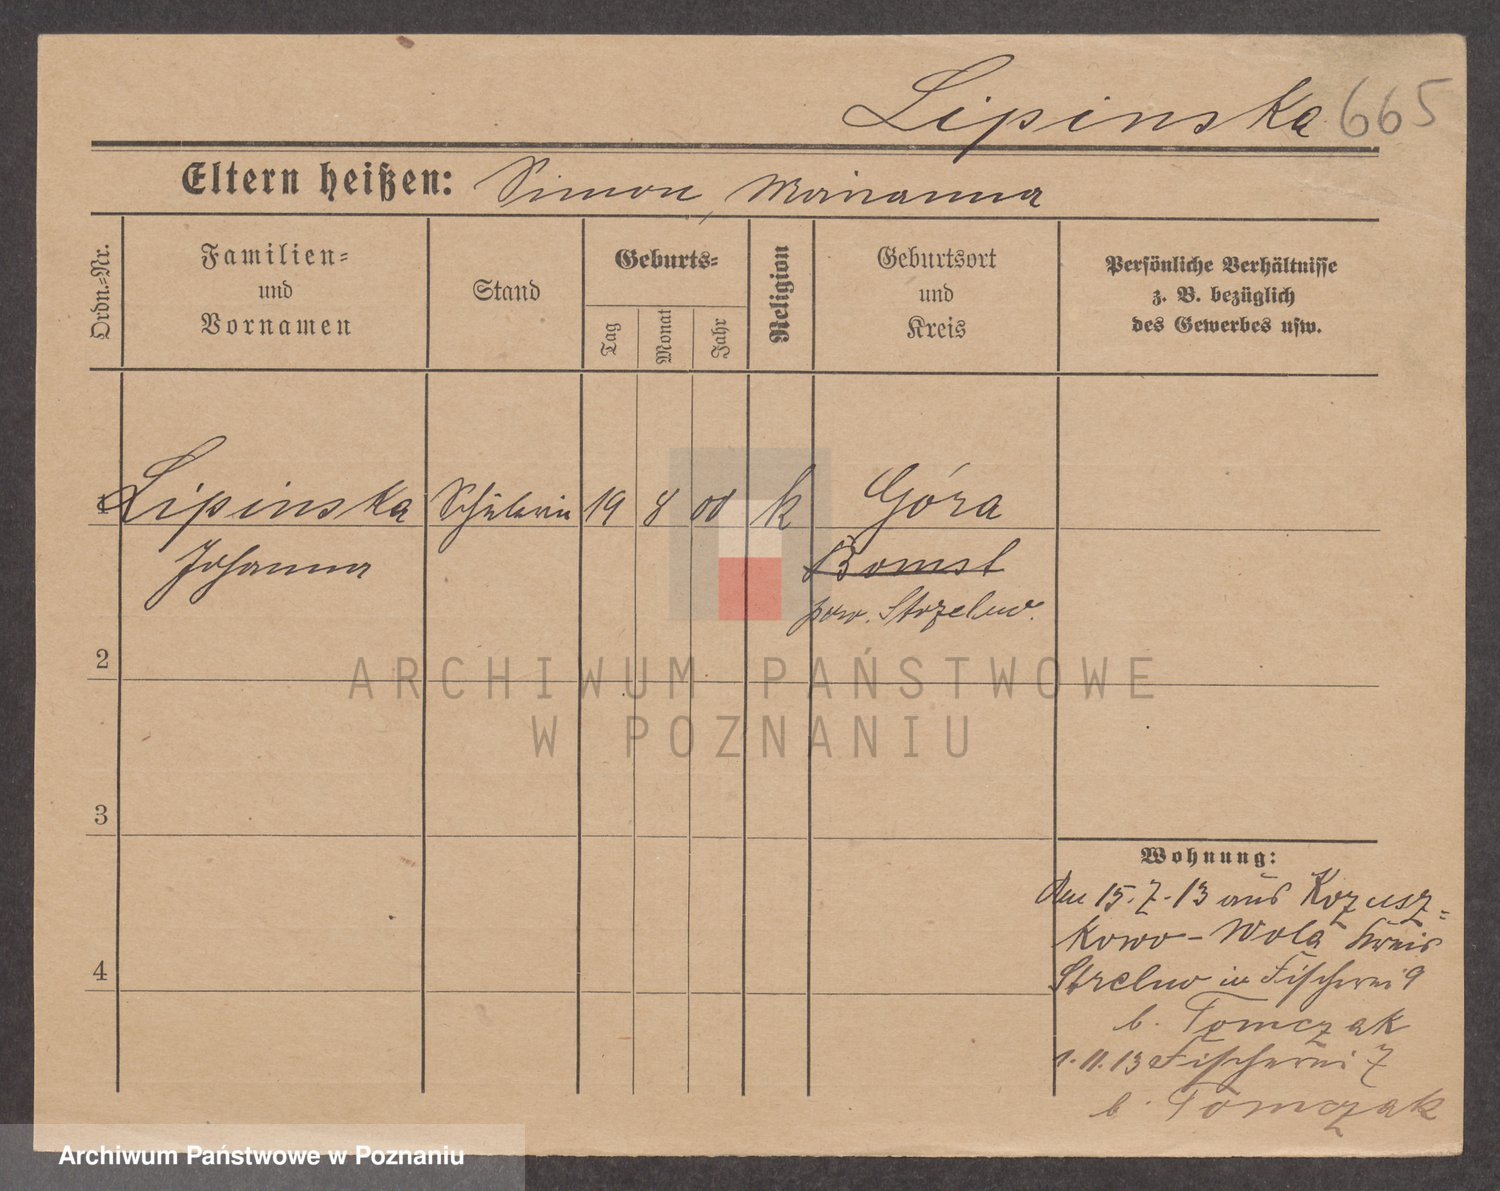 Lipinska 665
Eltern heißen: Simon, Marianna
Ordn.-Nr.
Familien-
und
Vornamen
Stand
Geburts-
Tag
Monat
Jahr
Religion
Geburtsort
und
Kreis
Persönliche Verhältnisse
z. B. bezüglich
des Gewerbes usw.
1 Lipinska Schülerin 19 8 00 k Góra
Johanna Bomst
pow. Strzelno.
2
ARCHIWUM PAŃSTWOWE
W POZNANIU
3
Wohnung:
Den 15.7.13 aus Kozusz-
kowo-Wola Kreis
4
Strelno in Fischerei 9
b. Tomczak
1.11.13 Fischerei 7
b. Tomczak
Archiwum Państwowe w Poznaniu